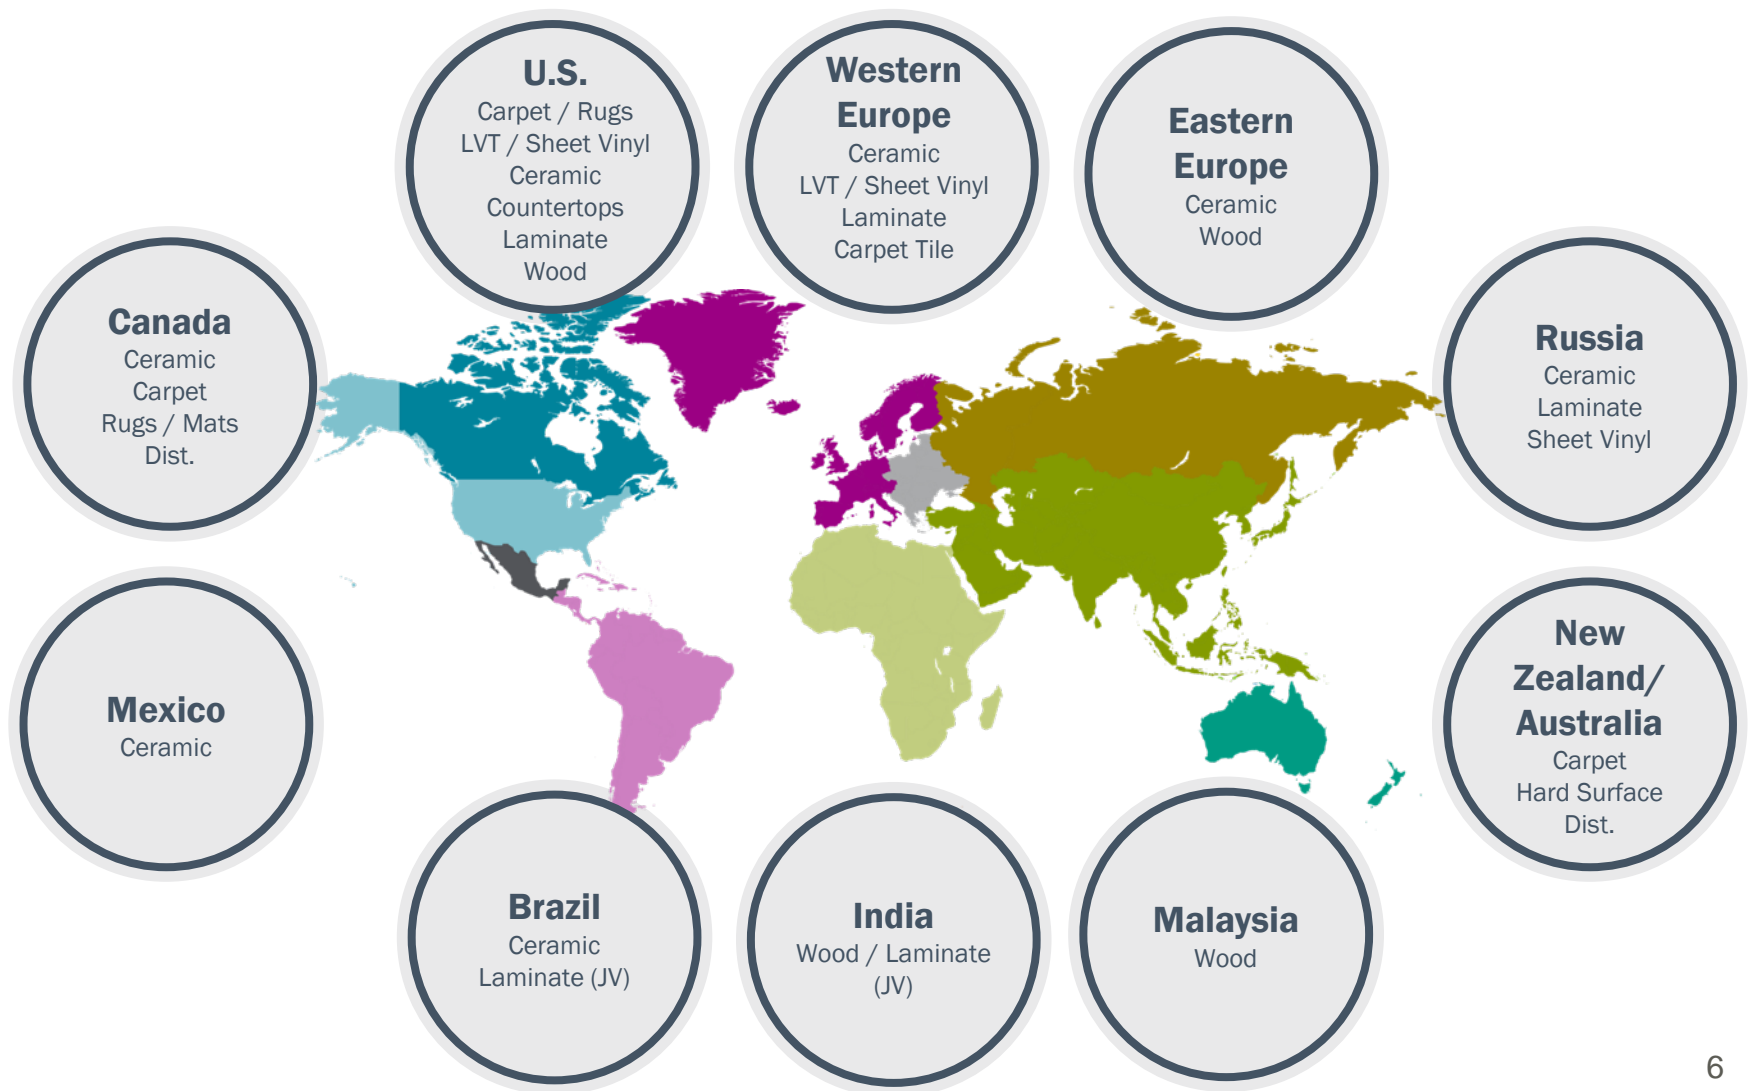 U.S.
Carpet / Rugs
LVT / Sheet Vinyl
Ceramic
Countertops
Laminate
Wood
Western
Europe
Ceramic
LVT / Sheet Vinyl
Laminate
Carpet Tile
Eastern
Europe
Ceramic
Wood
Canada
Ceramic
Carpet
Rugs / Mats
Dist.
Russia
Ceramic
Laminate
Sheet Vinyl
Mexico
Ceramic
New
Zealand/
Australia
Carpet
Hard Surface
Dist.
Brazil
Ceramic
Laminate (JV)
India
Wood / Laminate
(JV)
Malaysia
Wood
6